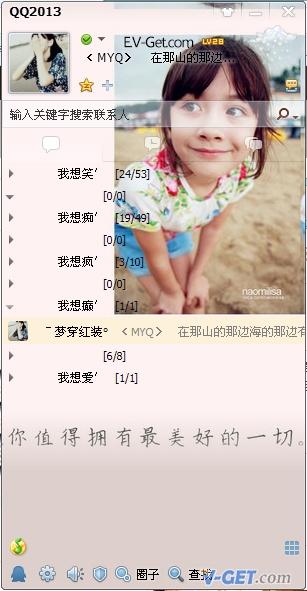 QQ2013
EV-Get.com LV28
<MYQ> 在那山的那边...
输入关键字搜索联系人
我想笑′ [24/53]
[0/0]
我想痴′ [19/49]
[0/0]
我想疯′ [3/10]
[0/0]
我想癫′ [1/1]
梦穿红装 <MYQ> 在那山的那边海的那边有
[6/8]
我想爱′ [1/1]
naomilisa
你值得拥有最美好的一切。
圈子 查找
V-GET.com